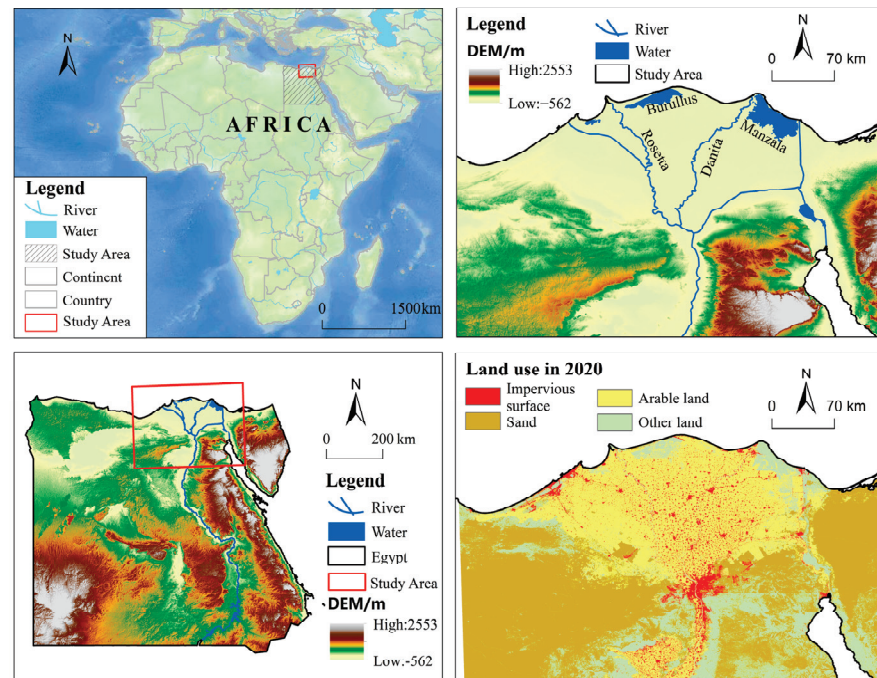 N
AFRICA
Legend
River
Water
Study Area
Continent
Country
Study Area
0 1500km
Legend
DEM/m
High:2553
Low:−562
River
Water
Study Area
N
0 70 km
Burullus
Rosetta
Danita
Manzala
N
0 200 km
Legend
River
Water
Egypt
Study Area
DEM/m
High:2553
Low.-562
Land use in 2020
Impervious
surface
Sand
Arable land
Other land
N
0 70 km